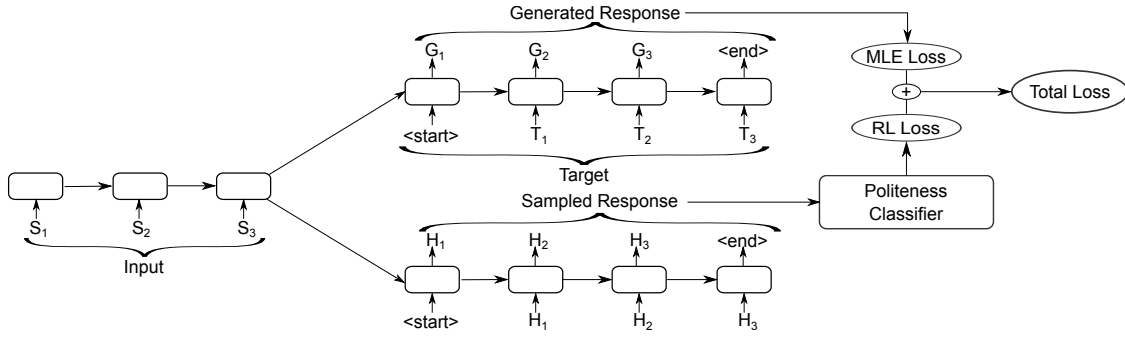 Generated Response
G₁ G₂ G₃ <end>
MLE Loss
+
Total Loss
<start> T₁ T₂ T₃
RL Loss
Target
Politeness
Classifier
Sampled Response
S₁ S₂ S₃
Input
H₁ H₂ H₃ <end>
<start> H₁ H₂ H₃